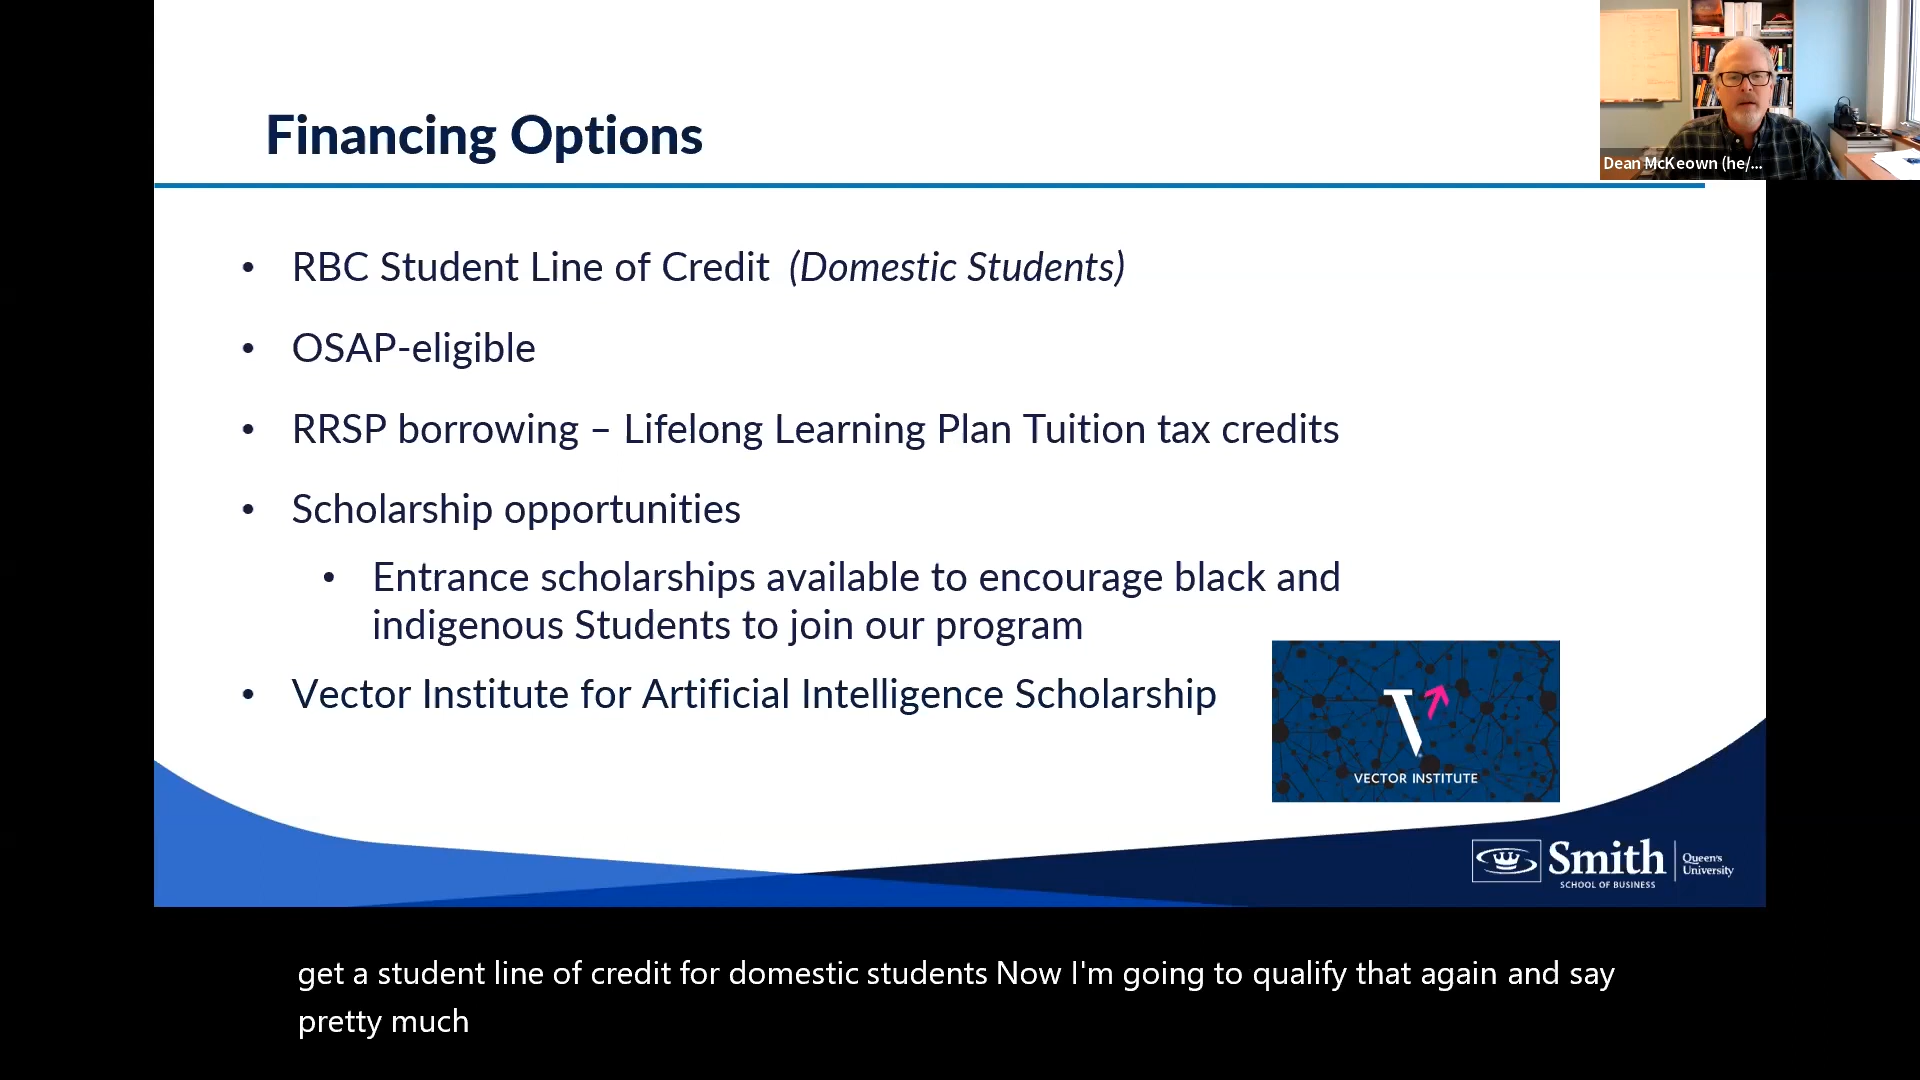 Financing Options
Dean McKeown (he/...
• RBC Student Line of Credit (Domestic Students)
• OSAP-eligible
• RRSP borrowing – Lifelong Learning Plan Tuition tax credits
• Scholarship opportunities
• Entrance scholarships available to encourage black and
indigenous Students to join our program
• Vector Institute for Artificial Intelligence Scholarship
VECTOR INSTITUTE
Smith
SCHOOL OF BUSINESS
Queen's
University
get a student line of credit for domestic students Now I'm going to qualify that again and say
pretty much